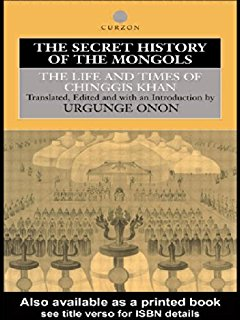 CURZON
THE SECRET HISTORY
OF THE MONGOLS
THE LIFE AND TIMES OF
CHINGGIS KHAN
Translated, Edited and with an Introduction by
URGUNGE ONON
Also available as a printed book
see title verso for ISBN details